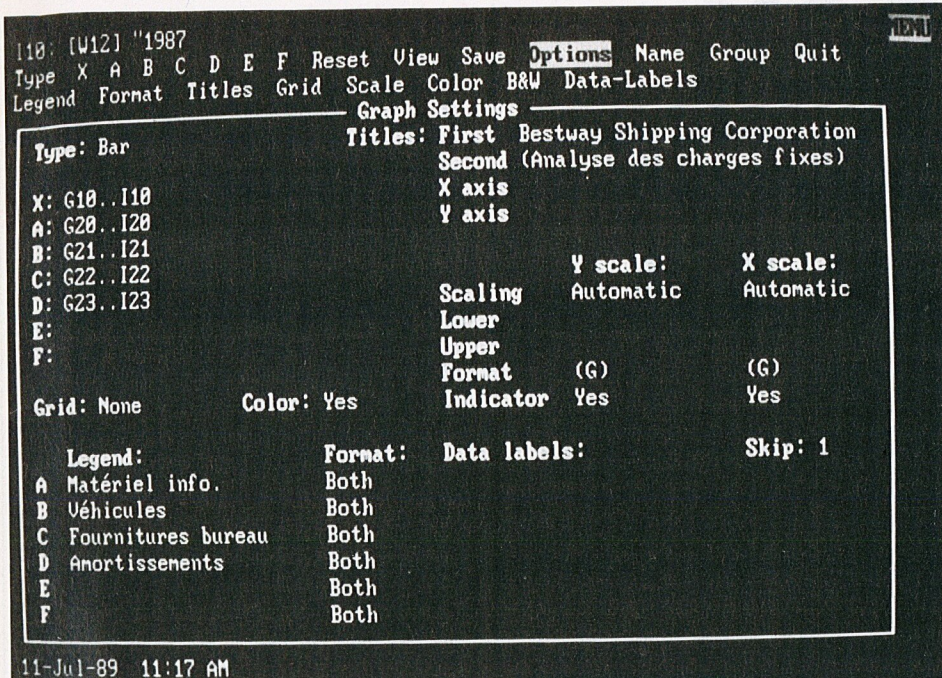 MENU
I10: [W12] "1987
Type X A B C D E F Reset View Save Options Name Group Quit
Legend Format Titles Grid Scale Color B&W Data-Labels
Graph Settings
Type: Bar Titles: First Bestway Shipping Corporation
Second (Analyse des charges fixes)
X: G10..I10 X axis
A: G20..I20 Y axis
B: G21..I21
C: G22..I22 Y scale: X scale:
D: G23..I23 Scaling Automatic Automatic
E: Lower
F: Upper
Format (G) (G)
Grid: None Color: Yes Indicator Yes Yes
Legend: Format: Data labels: Skip: 1
A Matériel info. Both
B Véhicules Both
C Fournitures bureau Both
D Amortissements Both
E Both
F Both
11-Jul-89 11:17 AM